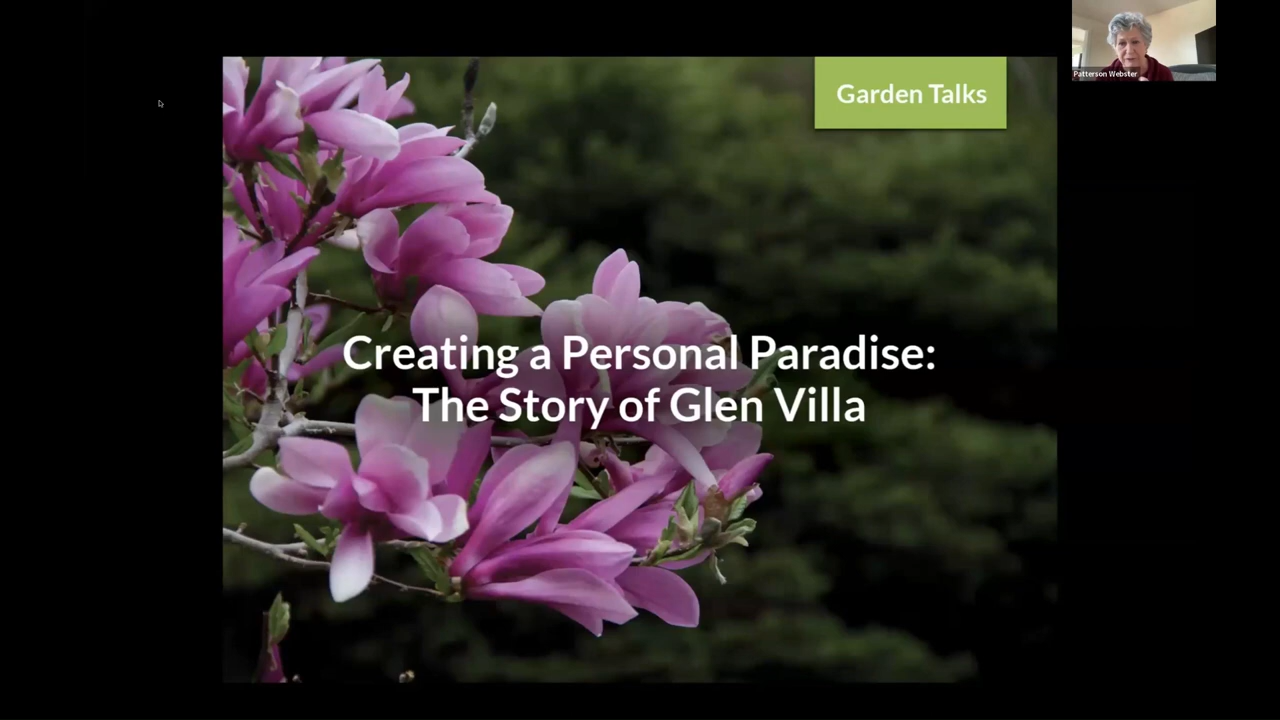 Garden Talks
Patterson Webster
Creating a Personal Paradise:
The Story of Glen Villa